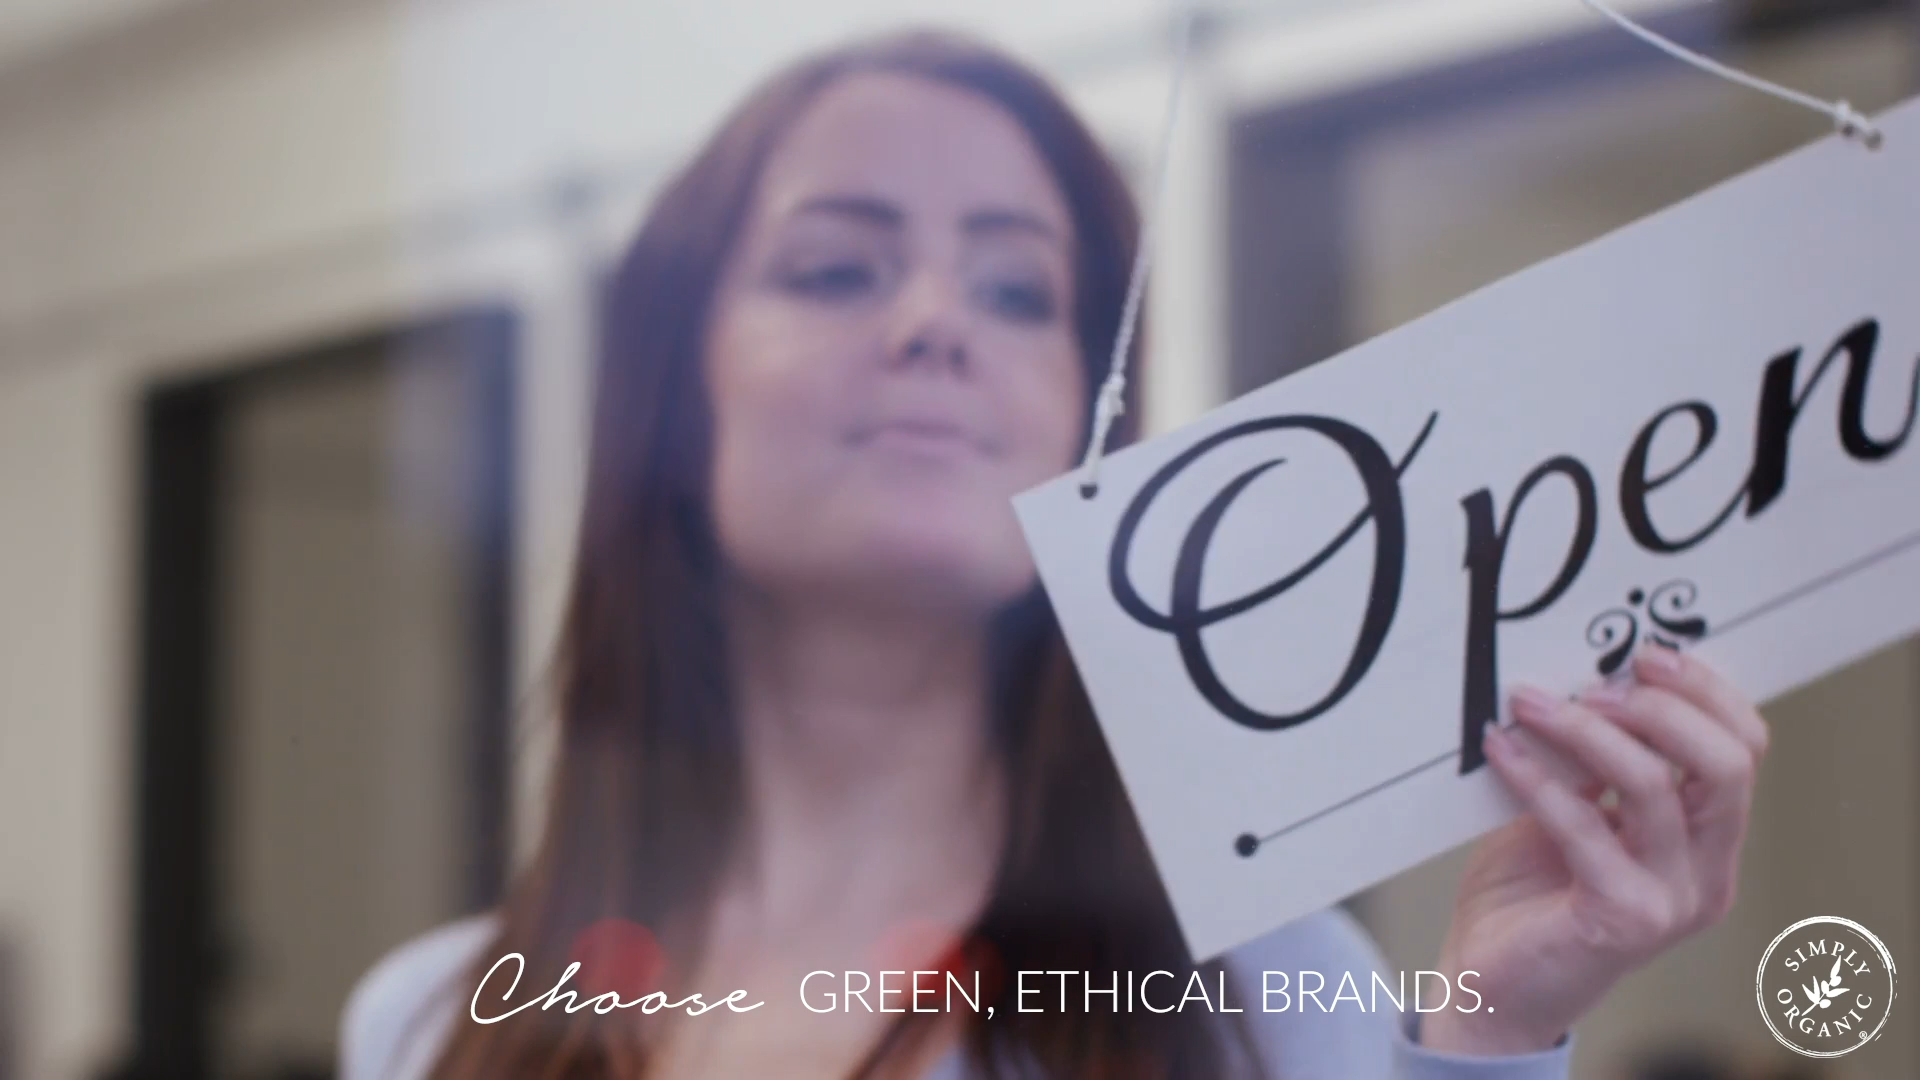 Open
Choose GREEN, ETHICAL BRANDS.
SIMPLY
ORGANIC
®